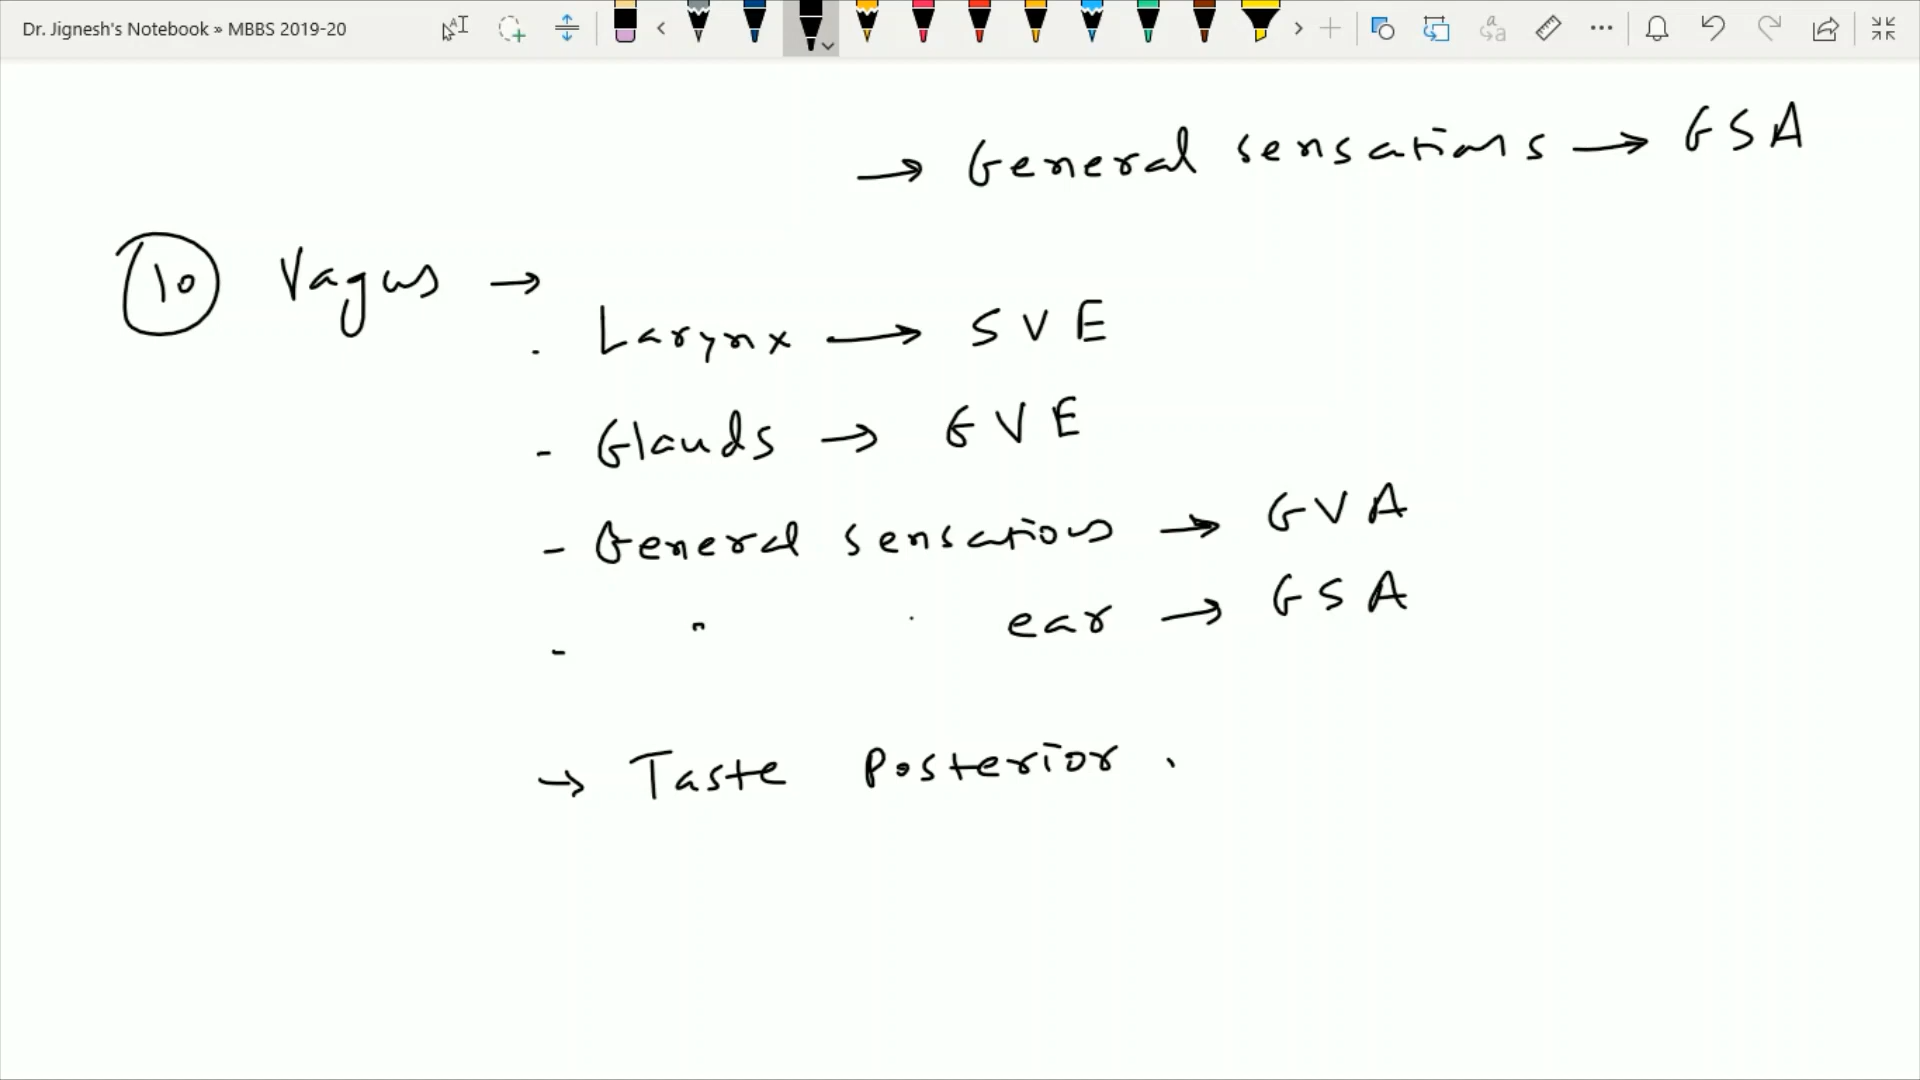 Dr. Jignesh's Notebook » MBBS 2019-20
→ General sensations → GSA
10 Vagus →
. Larynx → SVE
- Glands → GVE
- General sensations → GVA
- " " ear → GSA
→ Taste Posterior .